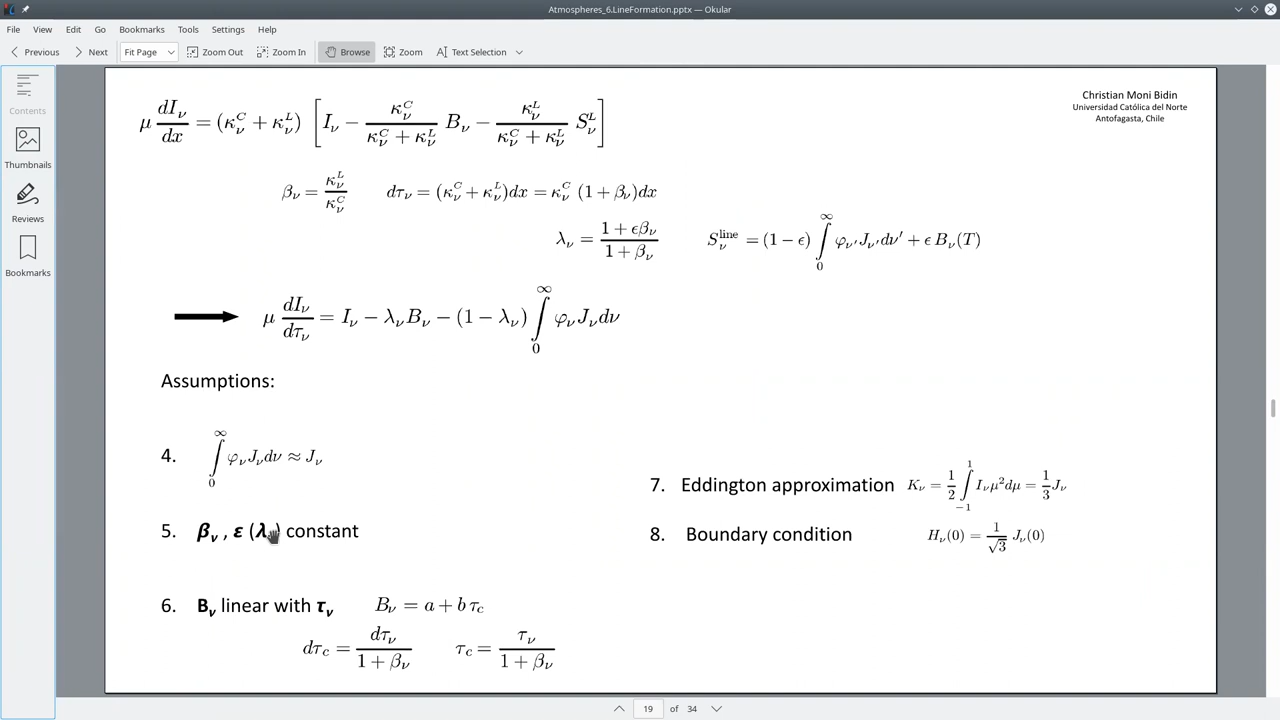 Atmospheres_6.LineFormation.pptx — Okular
File View Edit Go Bookmarks Tools Settings Help
Previous Next Fit Page Zoom Out Zoom In Browse Zoom Text Selection
Contents
Thumbnails
Reviews
Bookmarks
Christian Moni Bidin
Universidad Católica del Norte
Antofagasta, Chile
μ dI_ν/dx = (κ_ν^C + κ_ν^L) [I_ν − κ_ν^C/(κ_ν^C + κ_ν^L) B_ν − κ_ν^L/(κ_ν^C + κ_ν^L) S_ν^L]
β_ν = κ_ν^L/κ_ν^C dτ_ν = (κ_ν^C + κ_ν^L)dx = κ_ν^C (1 + β_ν)dx
λ_ν = (1 + ϵβ_ν)/(1 + β_ν) S_ν^line = (1 − ϵ) ∫_0^∞ φ_ν′ J_ν′ dν′ + ϵ B_ν(T)
μ dI_ν/dτ_ν = I_ν − λ_ν B_ν − (1 − λ_ν) ∫_0^∞ φ_ν J_ν dν
Assumptions:
4. ∫_0^∞ φ_ν J_ν dν ≈ J_ν
5. β_ν , ε (λ ) constant
6. B_ν linear with τ_ν B_ν = a + b τ_c
dτ_c = dτ_ν/(1 + β_ν) τ_c = τ_ν/(1 + β_ν)
7. Eddington approximation K_ν = 1/2 ∫_−1^1 I_ν μ² dμ = 1/3 J_ν
8. Boundary condition H_ν(0) = 1/√3 J_ν(0)
19 of 34